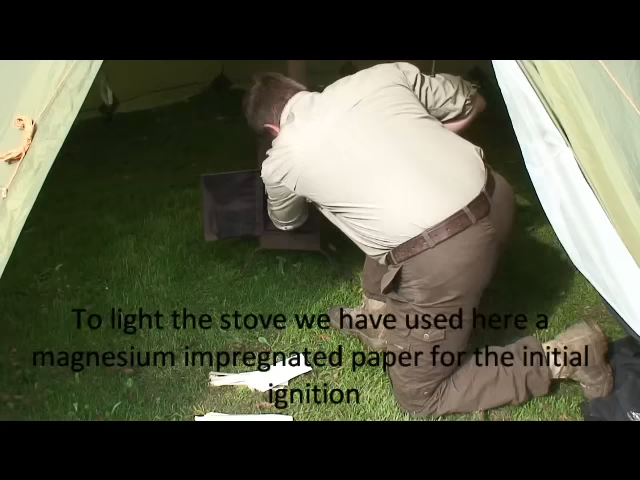 To light the stove we have used here a
magnesium impregnated paper for the initial
ignition